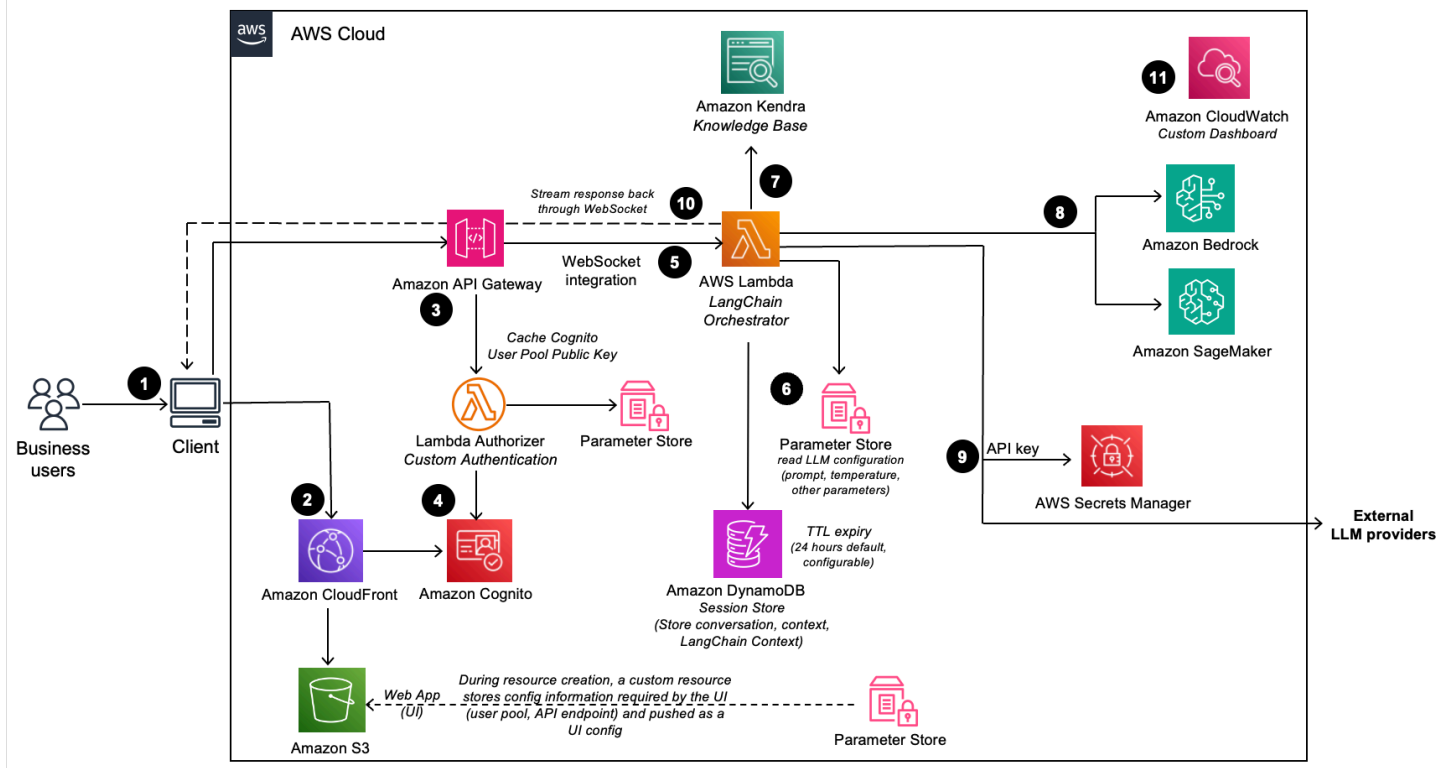 aws
AWS Cloud
Amazon Kendra
Knowledge Base
11
Amazon CloudWatch
Custom Dashboard
7
Stream response back
through WebSocket
10
8
Amazon Bedrock
Amazon API Gateway
3
WebSocket
integration
5
AWS Lambda
LangChain
Orchestrator
Amazon SageMaker
Cache Cognito
User Pool Public Key
1
Business
users
Client
Lambda Authorizer
Custom Authentication
Parameter Store
6
Parameter Store
read LLM configuration
(prompt, temperature,
other parameters)
9
API key
AWS Secrets Manager
External
LLM providers
2
Amazon CloudFront
4
Amazon Cognito
TTL expiry
(24 hours default,
configurable)
Amazon DynamoDB
Session Store
(Store conversation, context,
LangChain Context)
Amazon S3
Web App
(UI)
During resource creation, a custom resource
stores config information required by the UI
(user pool, API endpoint) and pushed as a
UI config
Parameter Store